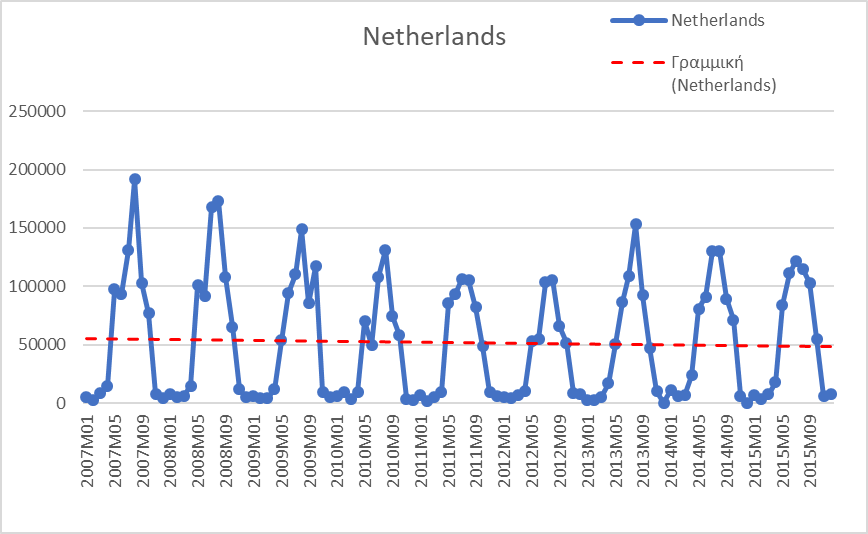 Netherlands
Netherlands
Γραμμική
(Netherlands)
250000
200000
150000
100000
50000
0
2007M01
2007M05
2007M09
2008M01
2008M05
2008M09
2009M01
2009M05
2009M09
2010M01
2010M05
2010M09
2011M01
2011M05
2011M09
2012M01
2012M05
2012M09
2013M01
2013M05
2013M09
2014M01
2014M05
2014M09
2015M01
2015M05
2015M09